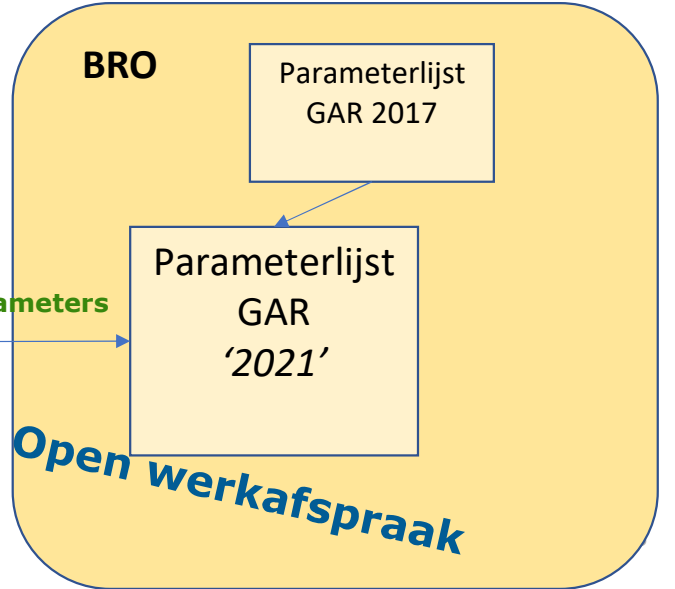 BRO
Parameterlijst
GAR 2017
Parameterlijst
GAR
‘2021’
ameters
Open werkafspraak